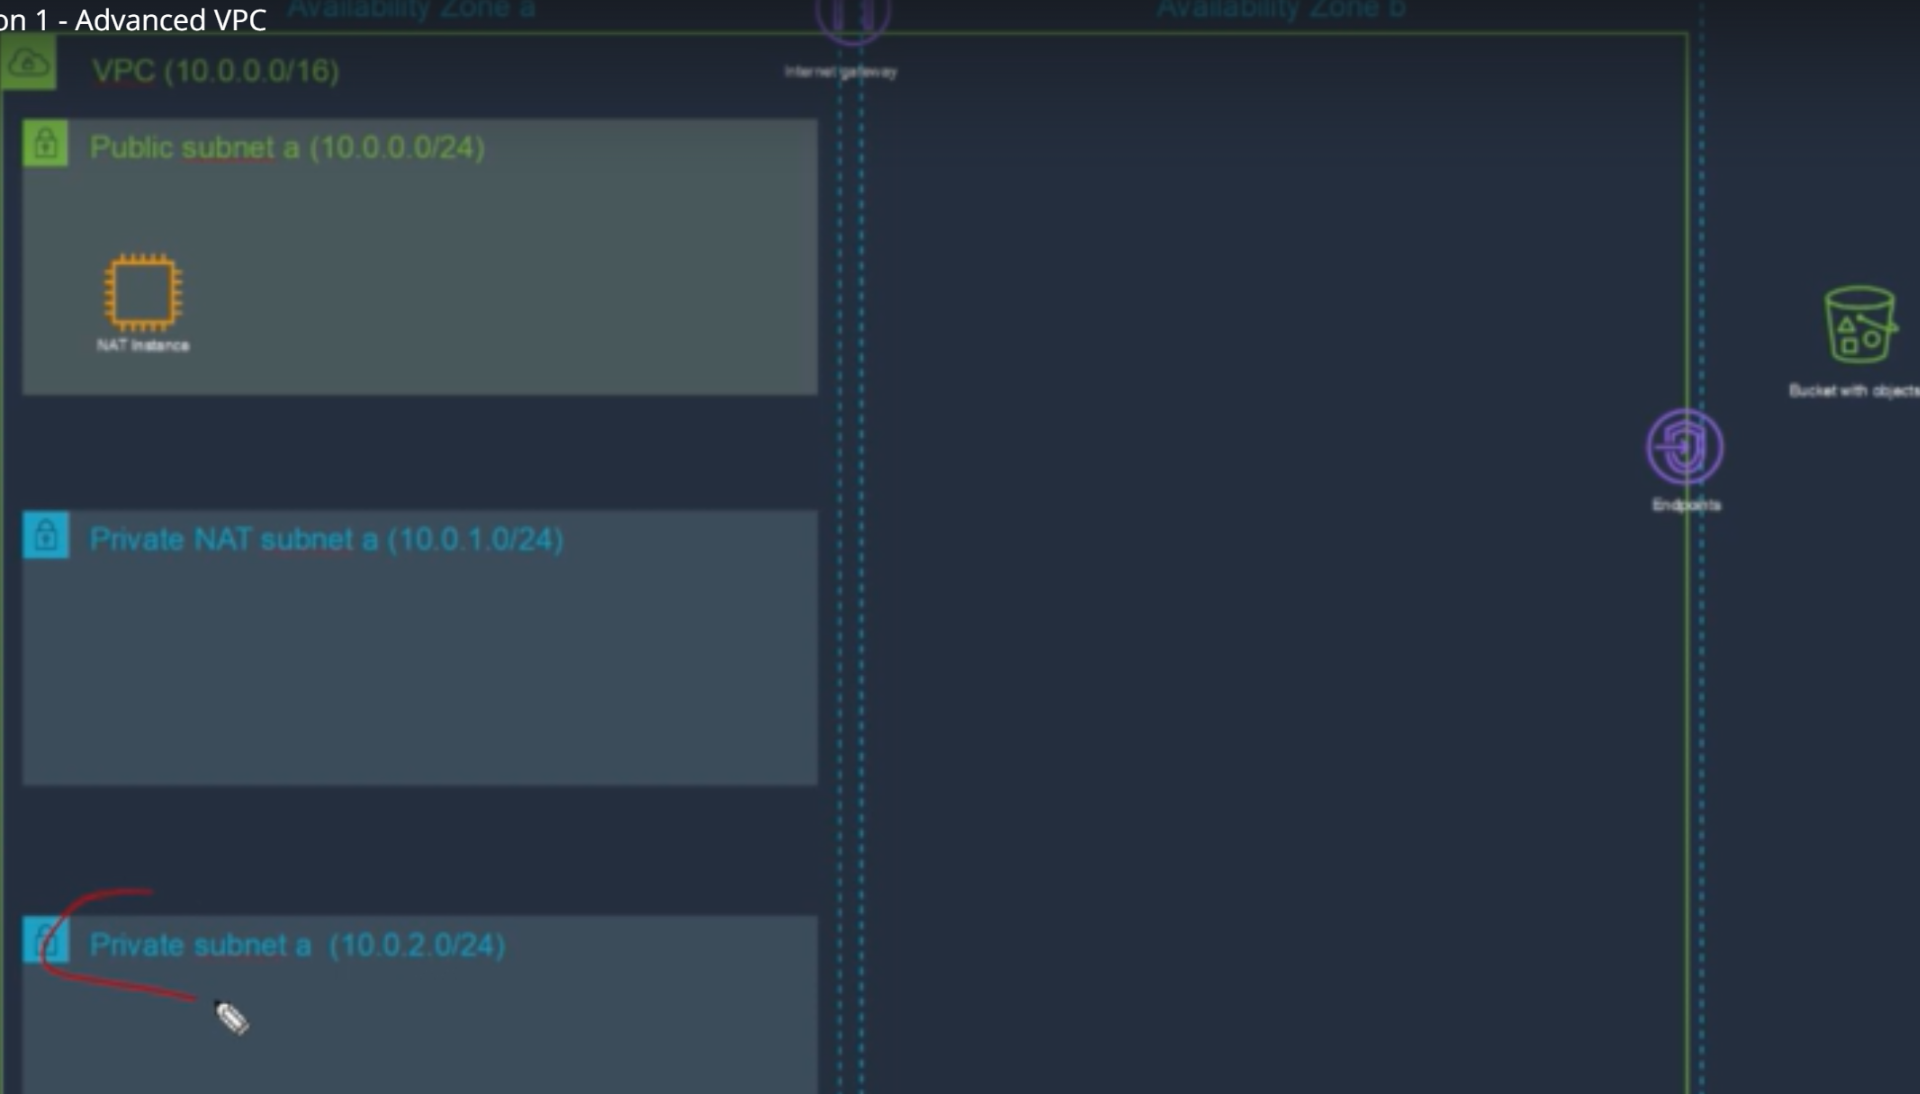 on 1 - Advanced VPC
Availability Zone a
Availability Zone b
Internet gateway
VPC (10.0.0.0/16)
Public subnet a (10.0.0.0/24)
NAT Instance
Bucket with objects
Endpoints
Private NAT subnet a (10.0.1.0/24)
Private subnet a (10.0.2.0/24)